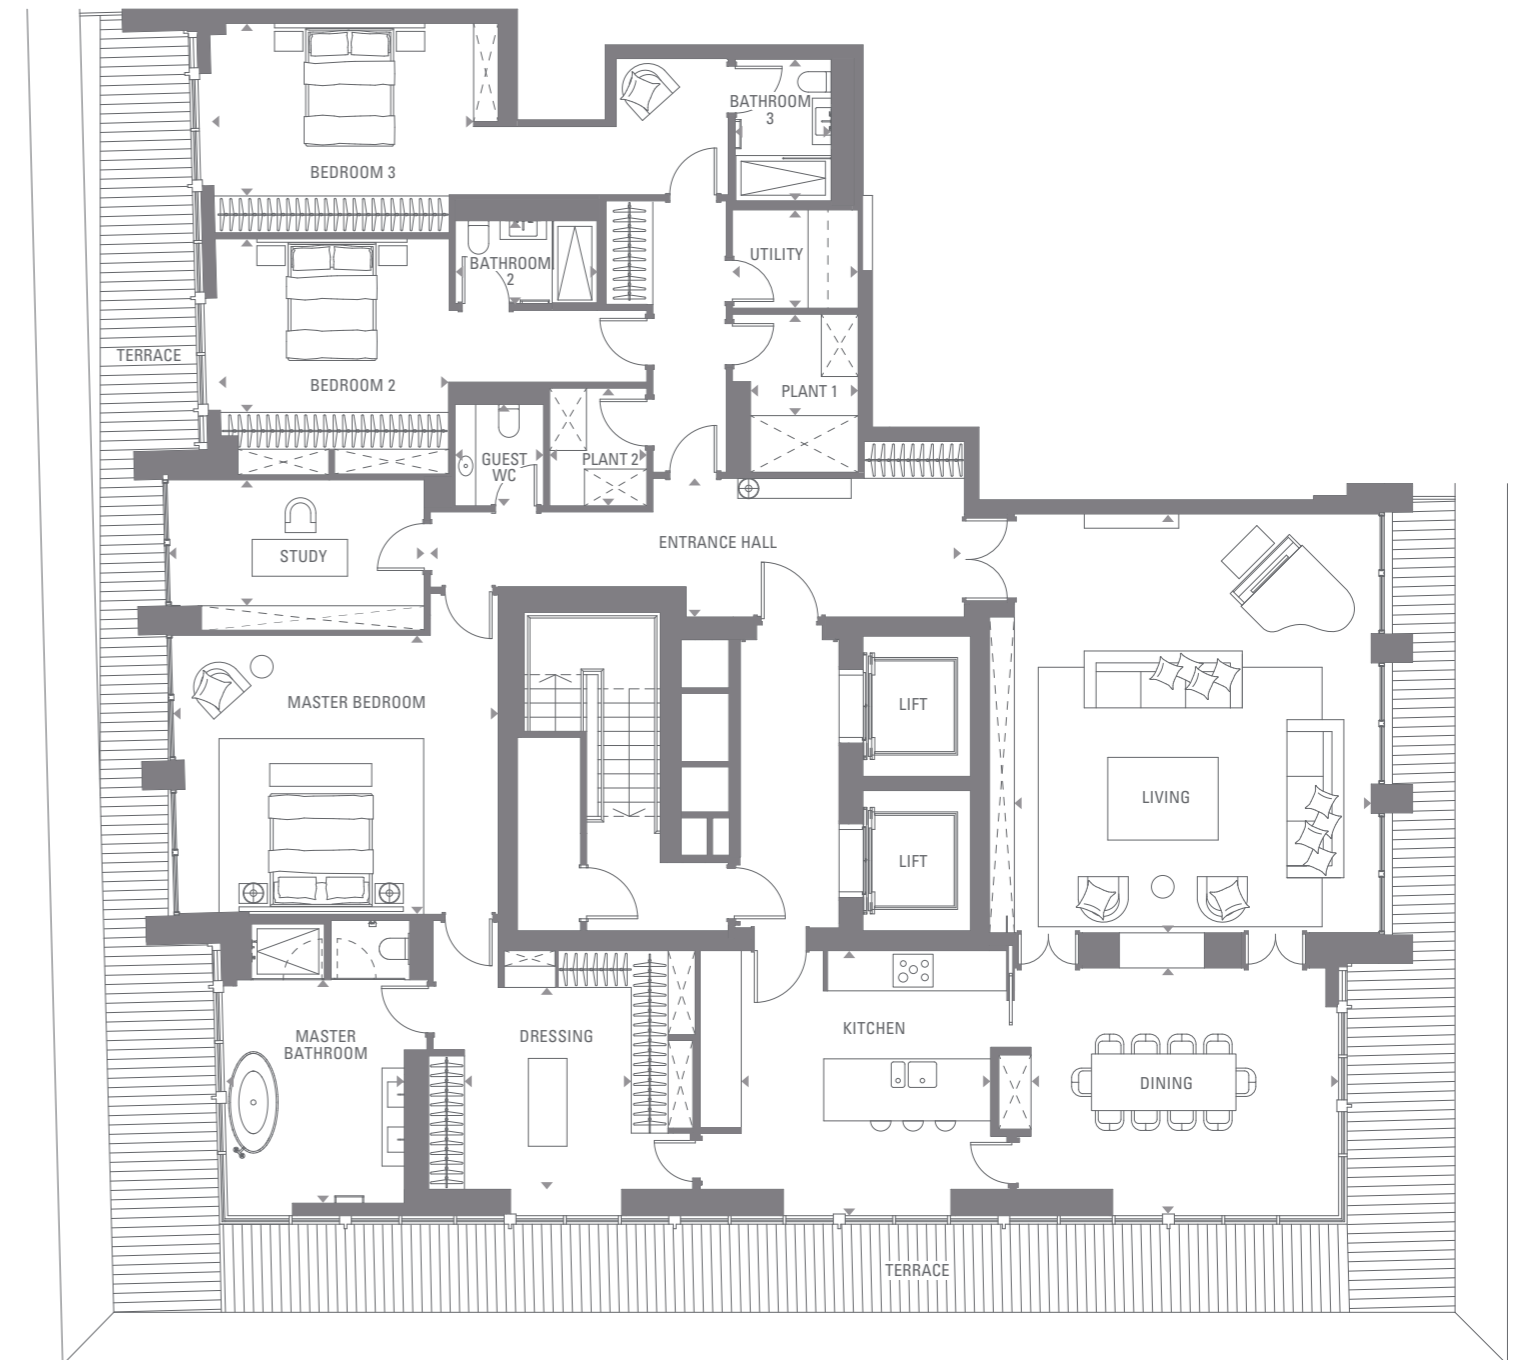 BATHROOM
3
BEDROOM 3
UTILITY
BATHROOM
2
TERRACE
BEDROOM 2
PLANT 1
GUEST
WC
PLANT 2
ENTRANCE HALL
STUDY
MASTER BEDROOM
LIFT
LIVING
LIFT
KITCHEN
MASTER
BATHROOM
DRESSING
DINING
TERRACE